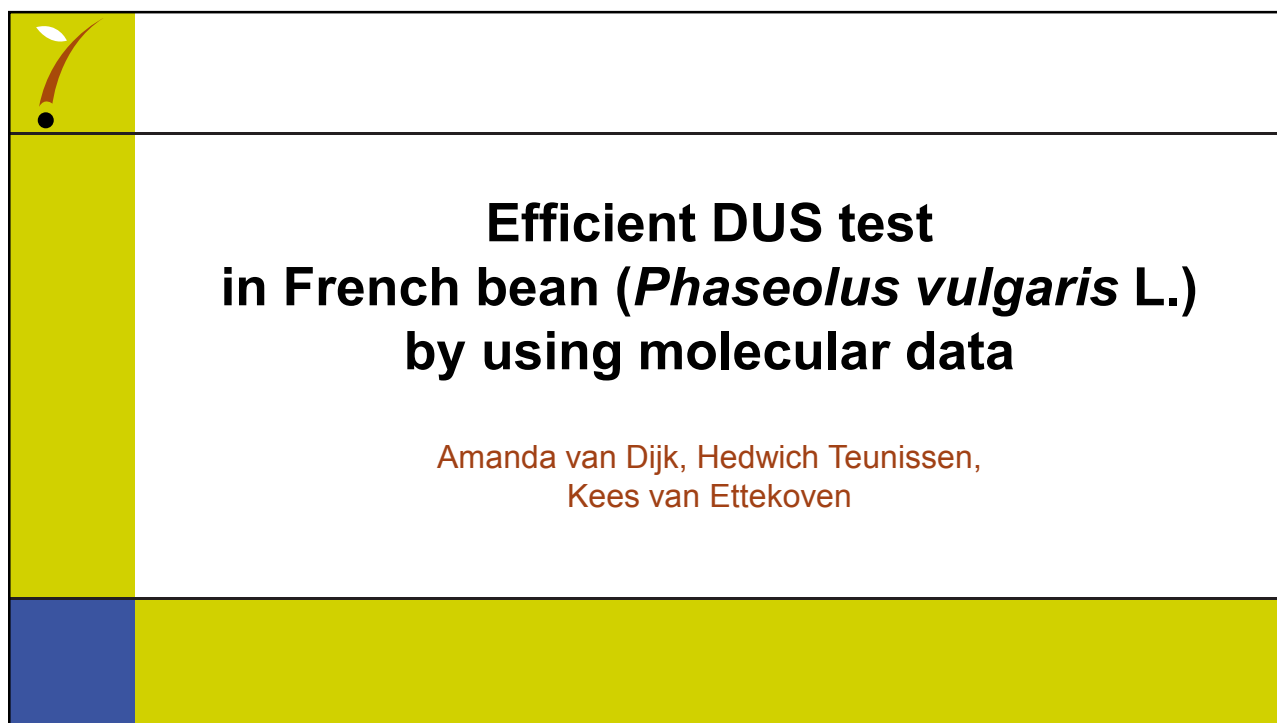 Efficient DUS test
in French bean (Phaseolus vulgaris L.)
by using molecular data
Amanda van Dijk, Hedwich Teunissen,
Kees van Ettekoven